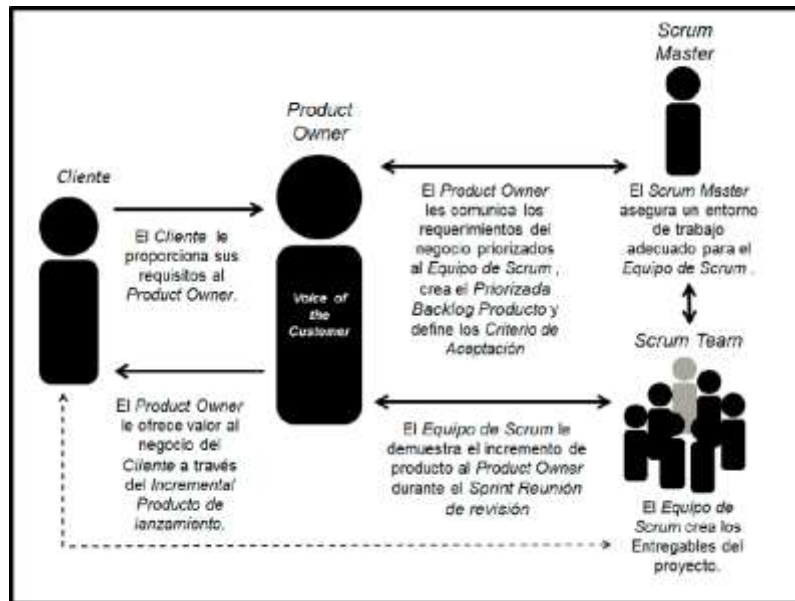 Cliente
El Cliente le
proporciona sus
requisitos al
Product Owner.
El Product Owner
le ofrece valor al
negocio del
Cliente a través
del Incremental
Producto de
lanzamiento.
Product
Owner
Voice of
the
Customer
El Product Owner
les comunica los
requerimientos del
negocio priorizados
al Equipo de Scrum ,
crea el Priorizada
Backlog Producto y
define los Criterio de
Aceptación
El Equipo de Scrum le
demuestra el incremento de
producto al Product Owner
durante el Sprint Reunión
de revisión
Scrum
Master
El Scrum Master
asegura un entorno
de trabajo
adecuado para el
Equipo de Scrum .
Scrum Team
El Equipo de
Scrum crea los
Entregables del
proyecto.